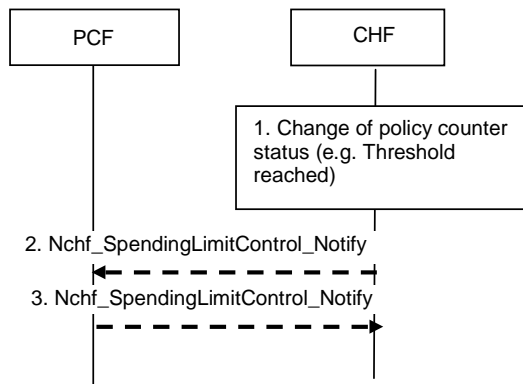 PCF
CHF
1. Change of policy counter
status (e.g. Threshold
reached)
2. Nchf_SpendingLimitControl_Notify
3. Nchf_SpendingLimitControl_Notify